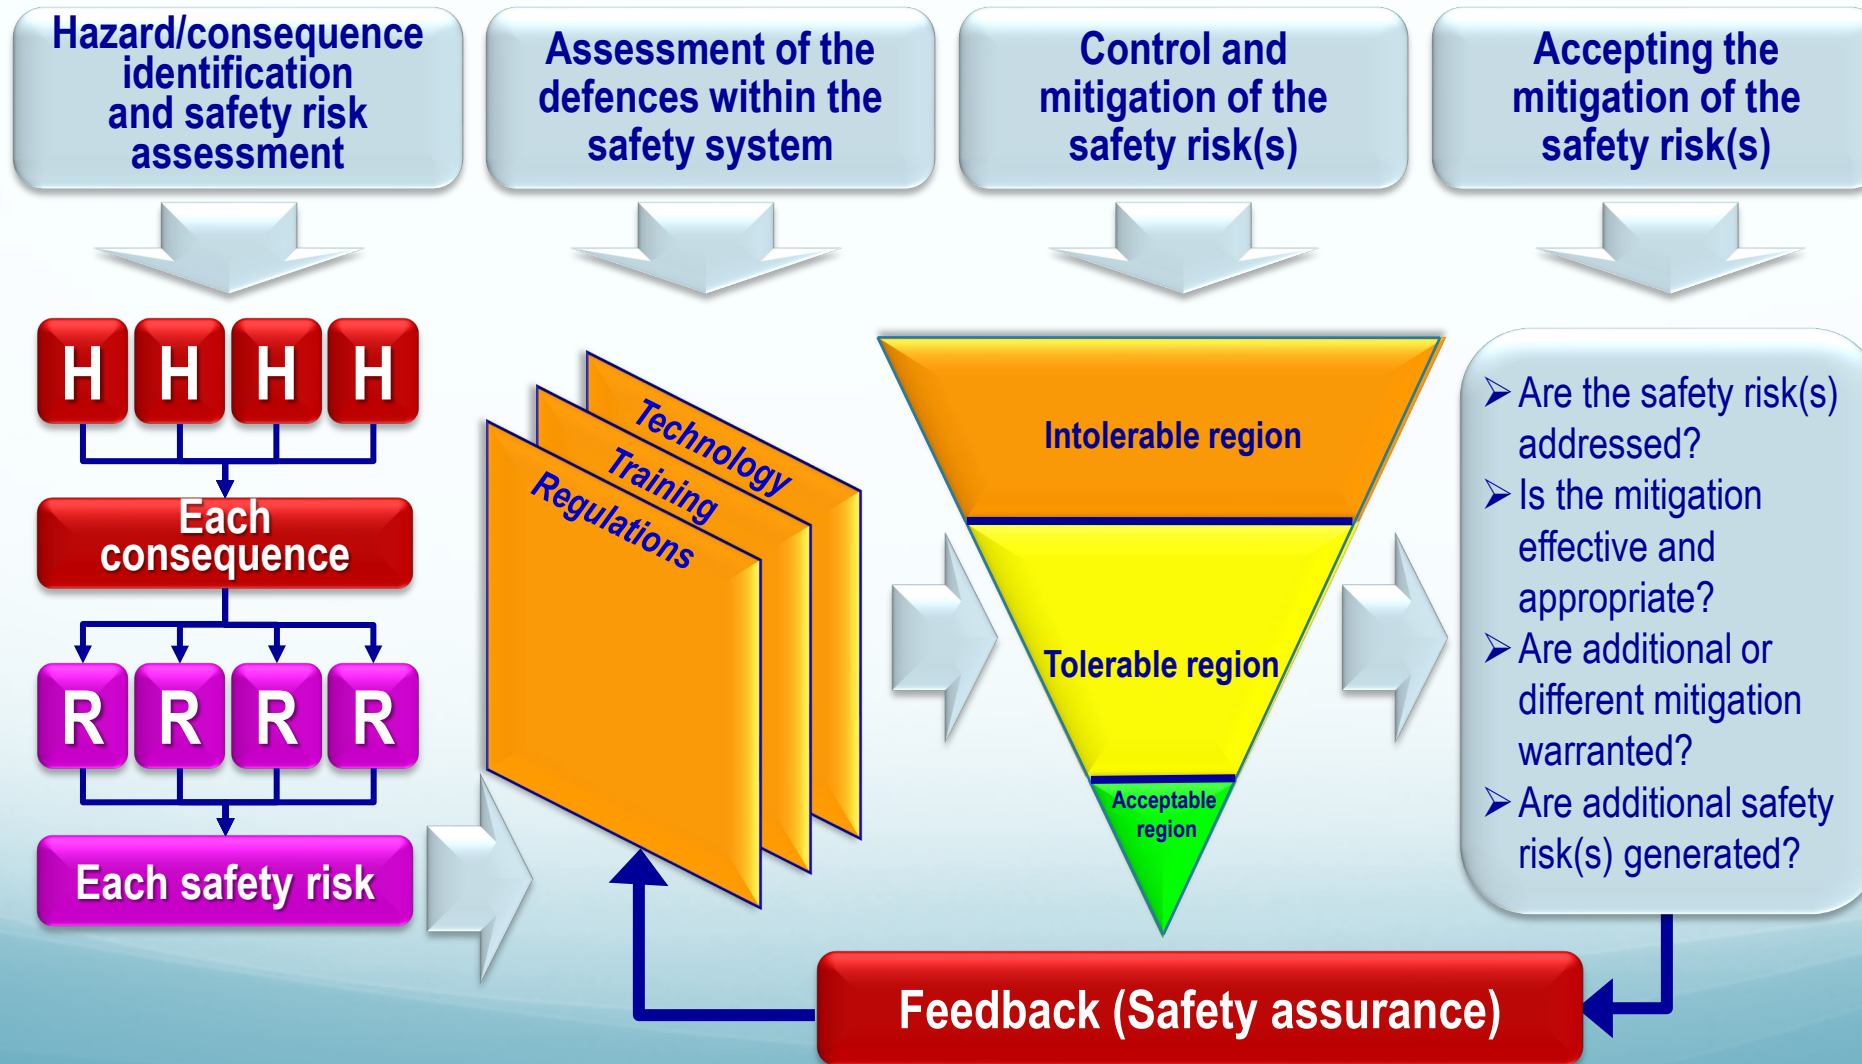 Hazard/consequence
identification
and safety risk
assessment
Assessment of the
defences within the
safety system
Control and
mitigation of the
safety risk(s)
Accepting the
mitigation of the
safety risk(s)
H H H H
Each
consequence
R R R R
Each safety risk
Technology
Training
Regulations
Intolerable region
Tolerable region
Acceptable
region
➢ Are the safety risk(s)
addressed?
➢ Is the mitigation
effective and
appropriate?
➢ Are additional or
different mitigation
warranted?
➢ Are additional safety
risk(s) generated?
Feedback (Safety assurance)